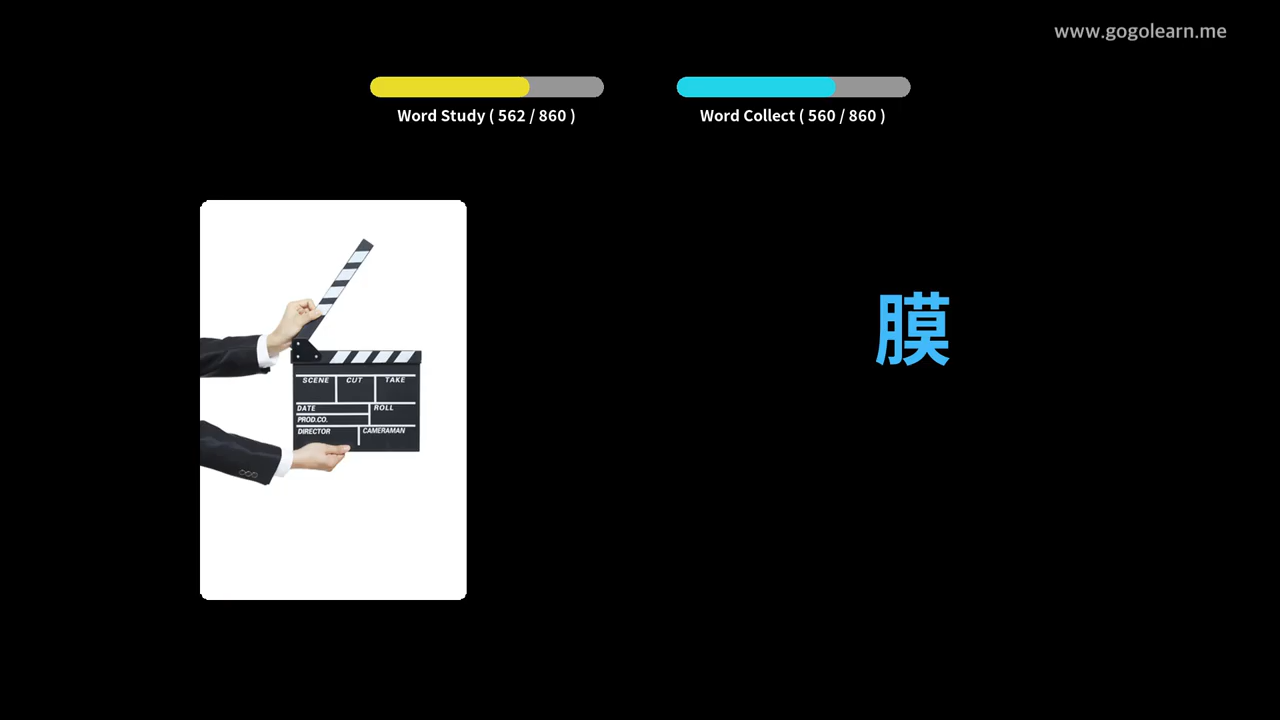 www.gogolearn.me
Word Study ( 562 / 860 )
Word Collect ( 560 / 860 )
膜
SCENE CUT TAKE
DATE ROLL
PROD.CO.
DIRECTOR CAMERAMAN